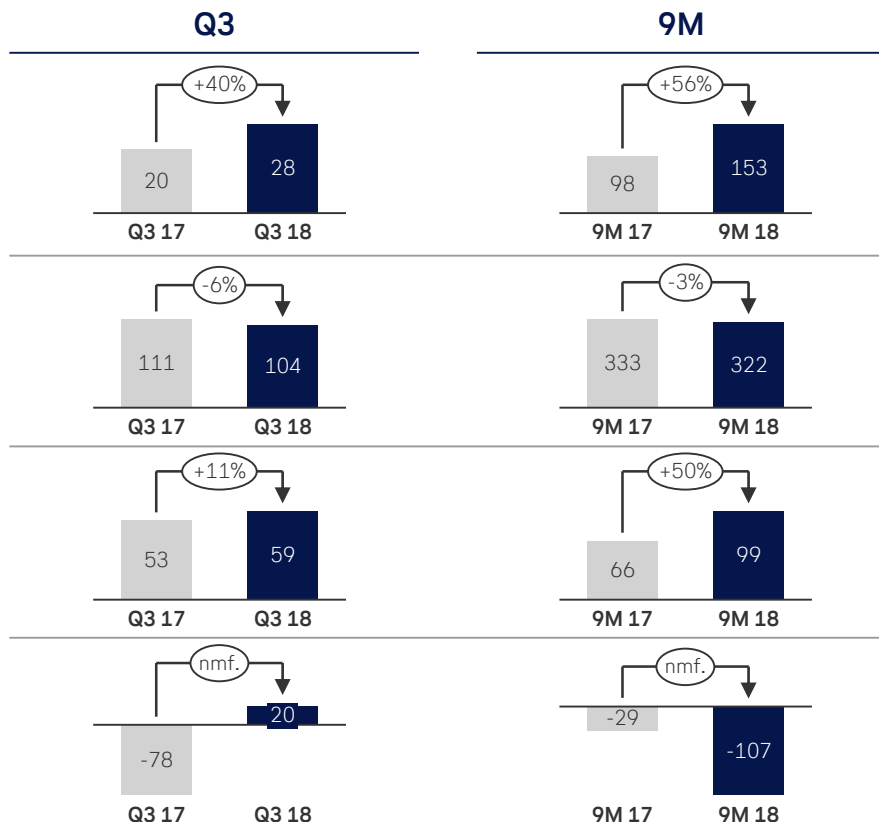 Q3 9M
+40% +56%
20 28 98 153
Q3 17 Q3 18 9M 17 9M 18
-6% -3%
111 104 333 322
Q3 17 Q3 18 9M 17 9M 18
+11% +50%
53 59 66 99
Q3 17 Q3 18 9M 17 9M 18
nmf. nmf.
20 -29
-78 -107
Q3 17 Q3 18 9M 17 9M 18